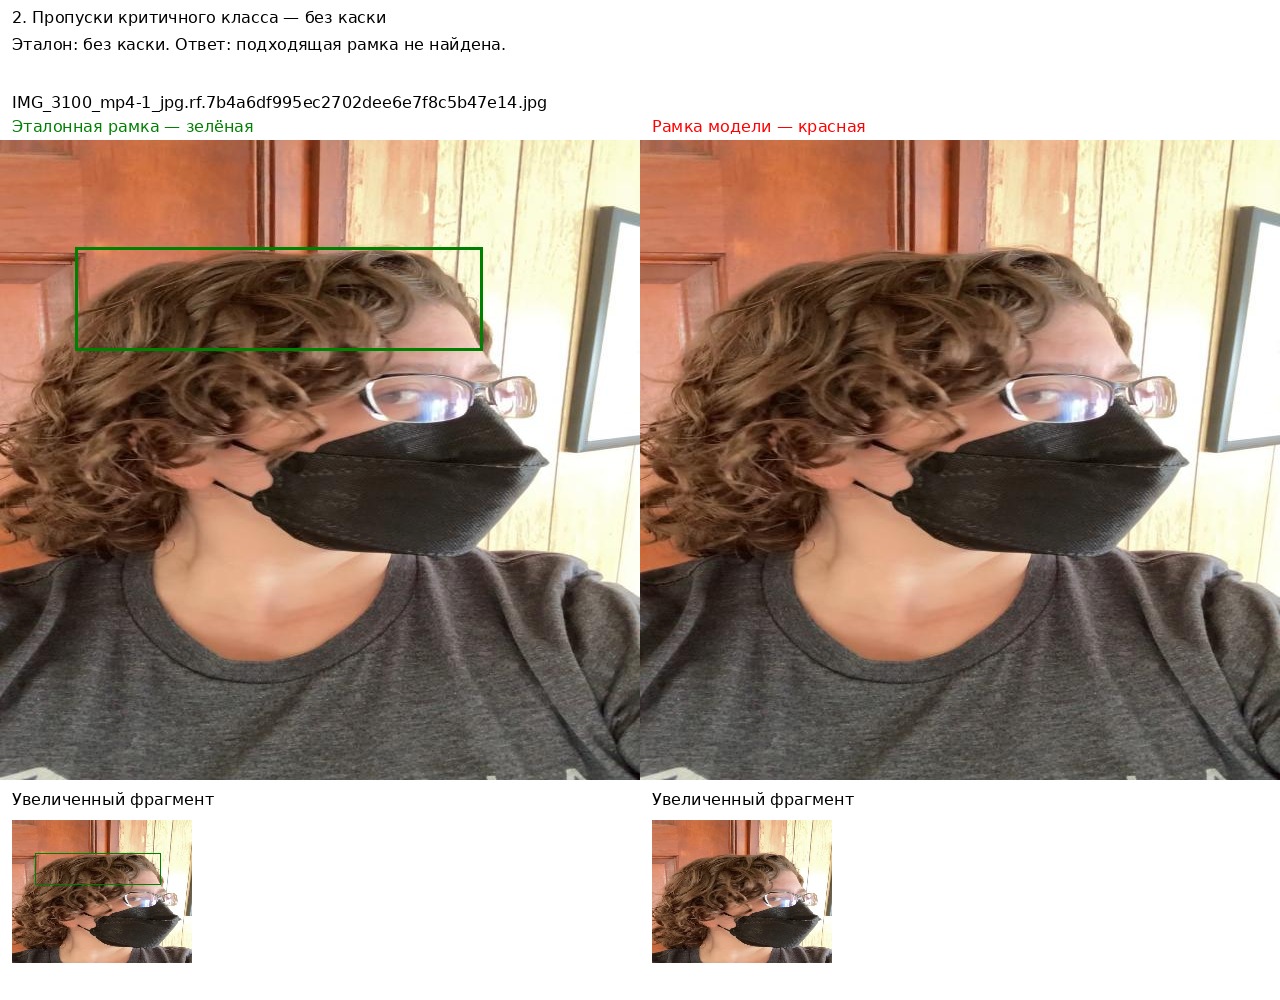 2. Пропуски критичного класса — без каски
Эталон: без каски. Ответ: подходящая рамка не найдена.
IMG_3100_mp4-1_jpg.rf.7b4a6df995ec2702dee6e7f8c5b47e14.jpg
Эталонная рамка — зелёная
Рамка модели — красная
Увеличенный фрагмент
Увеличенный фрагмент